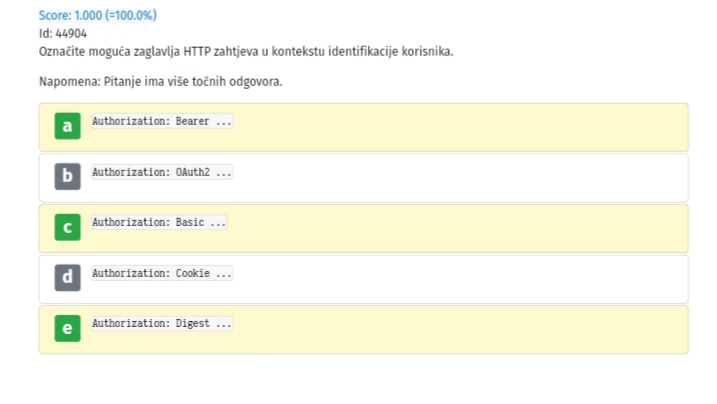 Score: 1.000 (=100.0%)
Id: 44904
Označite moguća zaglavlja HTTP zahtjeva u kontekstu identifikacije korisnika.
Napomena: Pitanje ima više točnih odgovora.
a Authorization: Bearer ...
b Authorization: OAuth2 ...
c Authorization: Basic ...
d Authorization: Cookie ...
e Authorization: Digest ...